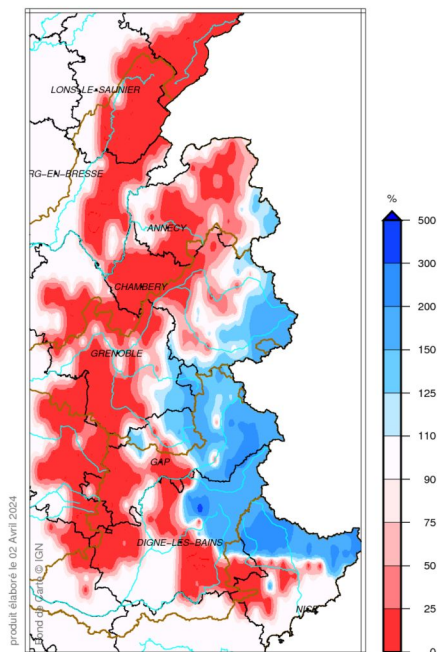 LONS-LE-SAUNIER
RG-EN-BRESSE
ANNECY
CHAMBERY
GRENOBLE
GAP
DIGNE-LES-BAINS
NICE
%
500
300
200
150
125
110
90
75
50
25
0
produit élaboré le 02 Avril 2024
Fond de Carte © IGN